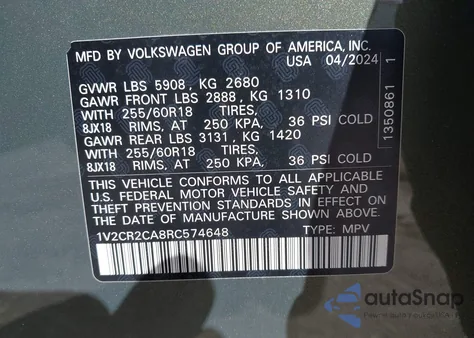 MFD BY VOLKSWAGEN GROUP OF AMERICA, INC.
USA 04/2024
GVWR LBS 5908, KG 2680
GAWR FRONT LBS 2888, KG 1310
WITH 255/60R18 TIRES,
8JX18 RIMS, AT 250 KPA, 36 PSI COLD
GAWR REAR LBS 3131, KG 1420
WITH 255/60R18 TIRES,
8JX18 RIMS, AT 250 KPA, 36 PSI COLD
THIS VEHICLE CONFORMS TO ALL APPLICABLE
U.S. FEDERAL MOTOR VEHICLE SAFETY AND
THEFT PREVENTION STANDARDS IN EFFECT ON
THE DATE OF MANUFACTURE SHOWN ABOVE.
1V2CR2CA8RC574648 TYPE: MPV
1350861 1
autoSnap
Powered by AuctionX